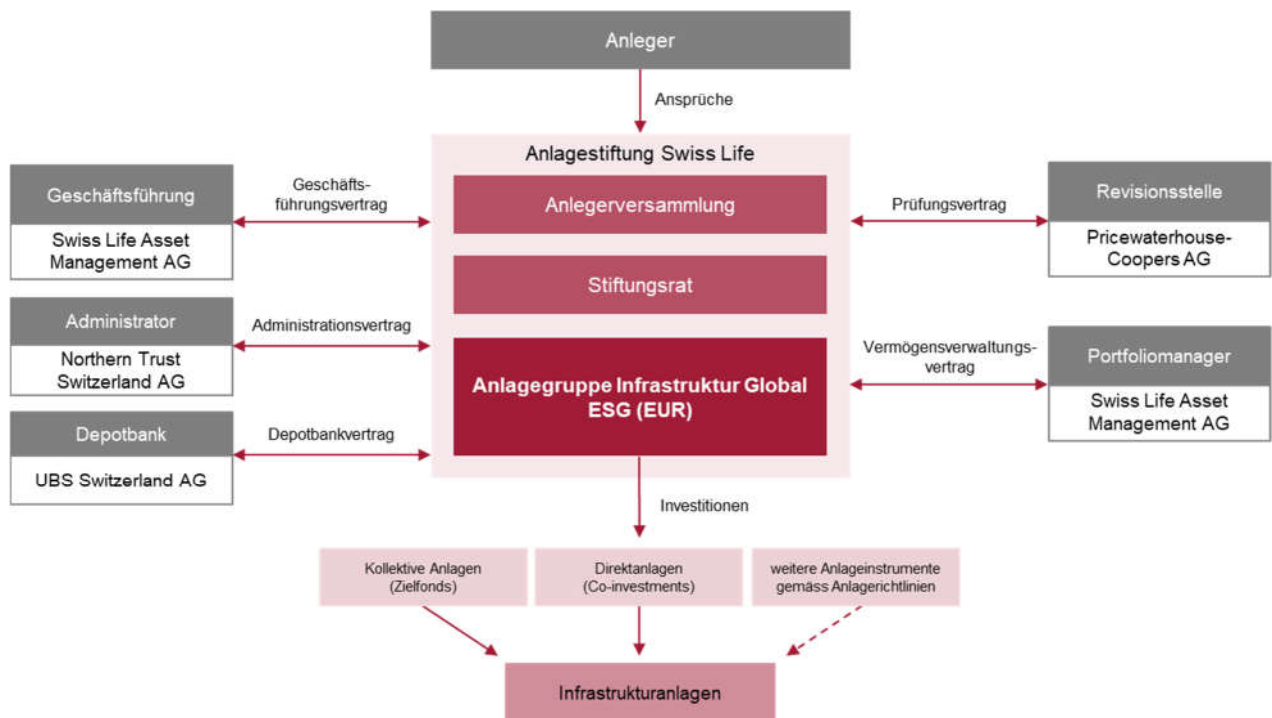 Anleger
Ansprüche
Anlagestiftung Swiss Life
Anlegerversammlung
Stiftungsrat
Anlagegruppe Infrastruktur Global
ESG (EUR)
Geschäftsführung
Swiss Life Asset
Management AG
Geschäfts-
führungsvertrag
Administrator
Northern Trust
Switzerland AG
Administrationsvertrag
Depotbank
UBS Switzerland AG
Depotbankvertrag
Prüfungsvertrag
Revisionsstelle
Pricewaterhouse-
Coopers AG
Vermögensverwaltungs-
vertrag
Portfoliomanager
Swiss Life Asset
Management AG
Investitionen
Kollektive Anlagen
(Zielfonds)
Direktanlagen
(Co-investments)
weitere Anlageinstrumente
gemäss Anlagerichtlinien
Infrastrukturanlagen